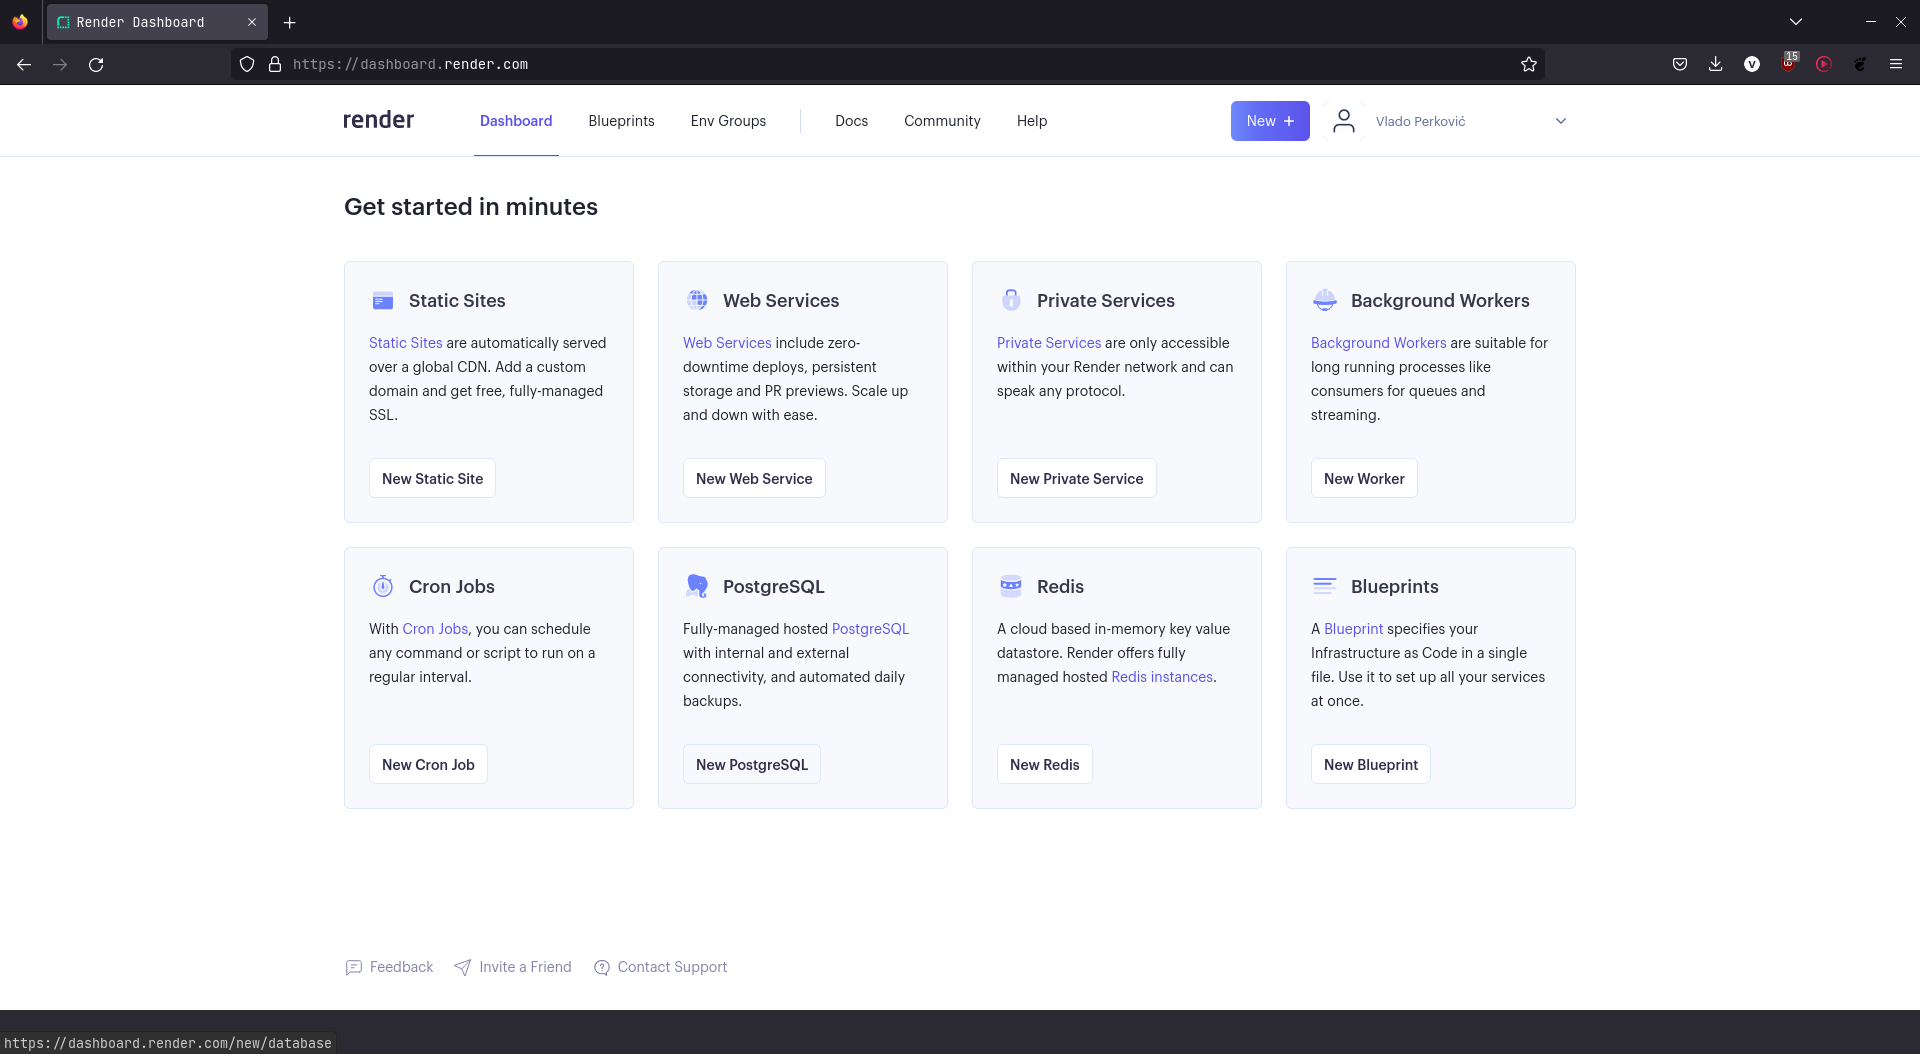 Render Dashboard
https://dashboard.render.com
15
render
Dashboard
Blueprints
Env Groups
Docs
Community
Help
New +
Vlado Perković
Get started in minutes
Static Sites
Static Sites are automatically served
over a global CDN. Add a custom
domain and get free, fully-managed
SSL.
New Static Site
Web Services
Web Services include zero-
downtime deploys, persistent
storage and PR previews. Scale up
and down with ease.
New Web Service
Private Services
Private Services are only accessible
within your Render network and can
speak any protocol.
New Private Service
Background Workers
Background Workers are suitable for
long running processes like
consumers for queues and
streaming.
New Worker
Cron Jobs
With Cron Jobs, you can schedule
any command or script to run on a
regular interval.
New Cron Job
PostgreSQL
Fully-managed hosted PostgreSQL
with internal and external
connectivity, and automated daily
backups.
New PostgreSQL
Redis
A cloud based in-memory key value
datastore. Render offers fully
managed hosted Redis instances.
New Redis
Blueprints
A Blueprint specifies your
Infrastructure as Code in a single
file. Use it to set up all your services
at once.
New Blueprint
Feedback
Invite a Friend
Contact Support
https://dashboard.render.com/new/database